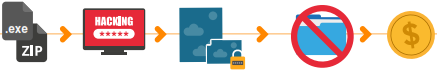 .exe
ZIP
HACKING
*****
$